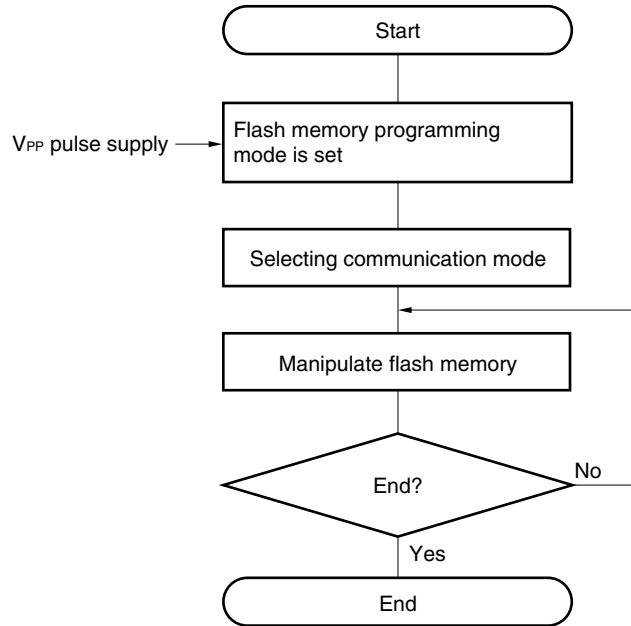 Start
VPP pulse supply
Flash memory programming
mode is set
Selecting communication mode
Manipulate flash memory
End?
No
Yes
End